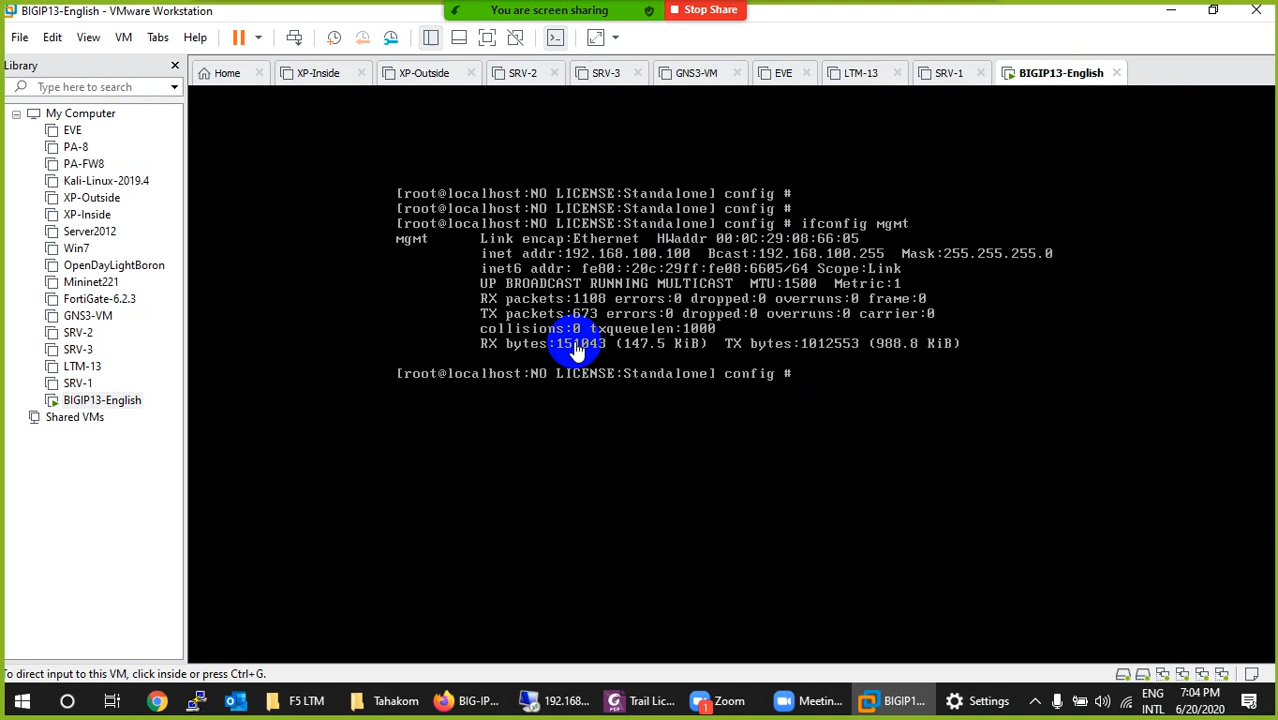 BIGIP13-English - VMware Workstation
You are screen sharing
Stop Share
File Edit View VM Tabs Help
Library
Type here to search
Home
XP-Inside
XP-Outside
SRV-2
SRV-3
GNS3-VM
EVE
LTM-13
SRV-1
BIGIP13-English
My Computer
EVE
PA-8
PA-FW8
Kali-Linux-2019.4
XP-Outside
XP-Inside
Server2012
Win7
OpenDayLightBoron
Mininet221
FortiGate-6.2.3
GNS3-VM
SRV-2
SRV-3
LTM-13
SRV-1
BIGIP13-English
Shared VMs
[root@localhost:NO LICENSE:Standalone] config #
[root@localhost:NO LICENSE:Standalone] config #
[root@localhost:NO LICENSE:Standalone] config # ifconfig mgmt
mgmt Link encap:Ethernet HWaddr 00:0C:29:08:66:05
inet addr:192.168.100.100 Bcast:192.168.100.255 Mask:255.255.255.0
inet6 addr: fe80::20c:29ff:fe08:6605/64 Scope:Link
UP BROADCAST RUNNING MULTICAST MTU:1500 Metric:1
RX packets:1108 errors:0 dropped:0 overruns:0 frame:0
TX packets:673 errors:0 dropped:0 overruns:0 carrier:0
collisions:0 txqueuelen:1000
RX bytes:151043 (147.5 KiB) TX bytes:1012553 (988.8 KiB)
[root@localhost:NO LICENSE:Standalone] config #
To direct input to this VM, click inside or press Ctrl+G.
F5 LTM
Tahakom
BIG-IP...
192.168...
Trail Lic...
Zoom
1
Meetin...
BIGIP1...
Settings
ENG
INTL
7:04 PM
6/20/2020